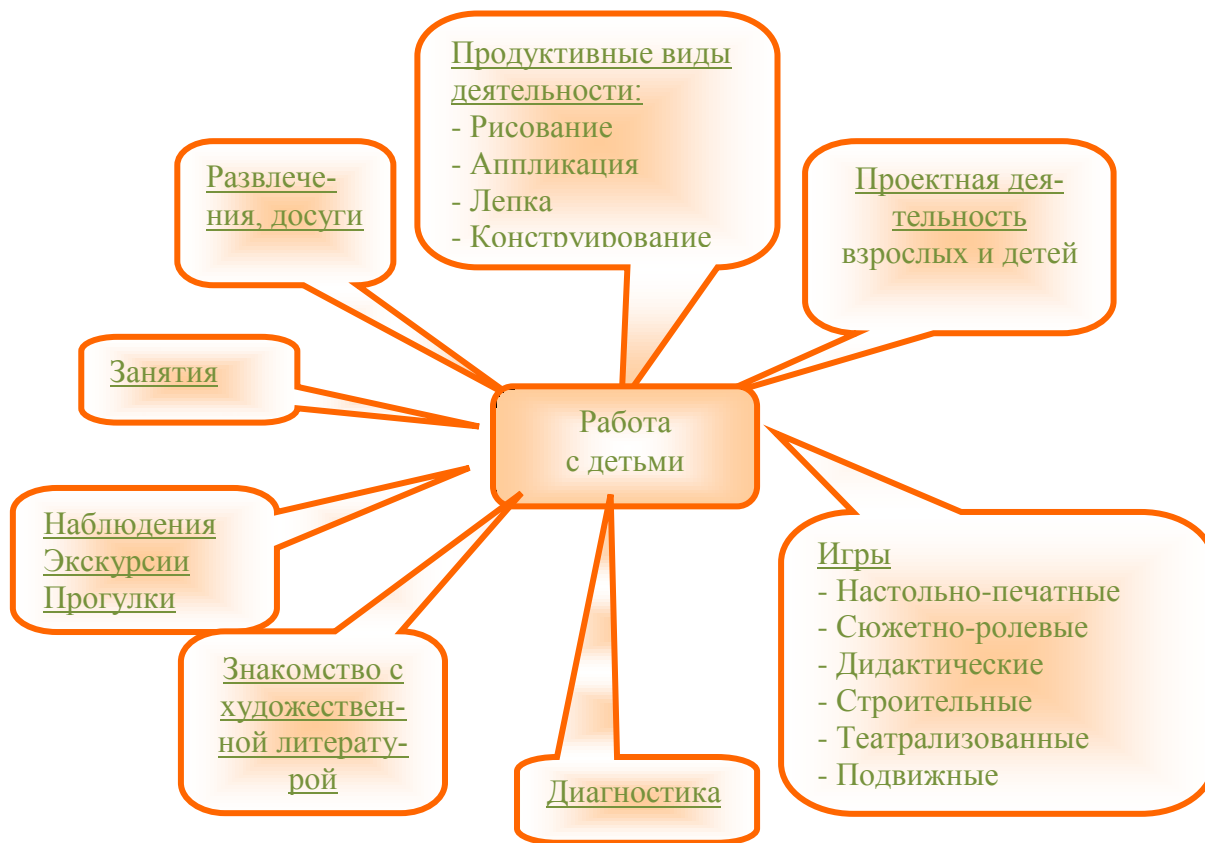 Продуктивные виды
деятельности:
- Рисование
- Аппликация
- Лепка
- Конструирование
Развлече-
ния, досуги
Проектная дея-
тельность
взрослых и детей
Занятия
Работа
с детьми
Наблюдения
Экскурсии
Прогулки
Игры
- Настольно-печатные
- Сюжетно-ролевые
- Дидактические
- Строительные
- Театрализованные
- Подвижные
Знакомство с
художествен-
ной литерату-
рой
Диагностика